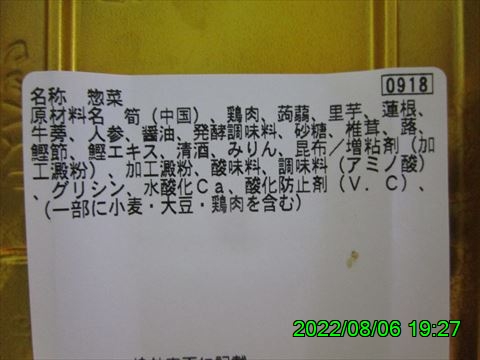 0918
名称 惣菜
原材料名 筍（中国）、鶏肉、蒟蒻、里芋、蓮根、
牛蒡、人参、醤油、発酵調味料、砂糖、椎茸、蕗、
鰹節、鰹エキス、清酒、みりん、昆布／増粘剤（加
工澱粉）、加工澱粉、酸味料、調味料（アミノ酸）
、グリシン、水酸化Ｃａ、酸化防止剤（Ｖ．Ｃ）、
（一部に小麦・大豆・鶏肉を含む）
2022/08/06 19:27